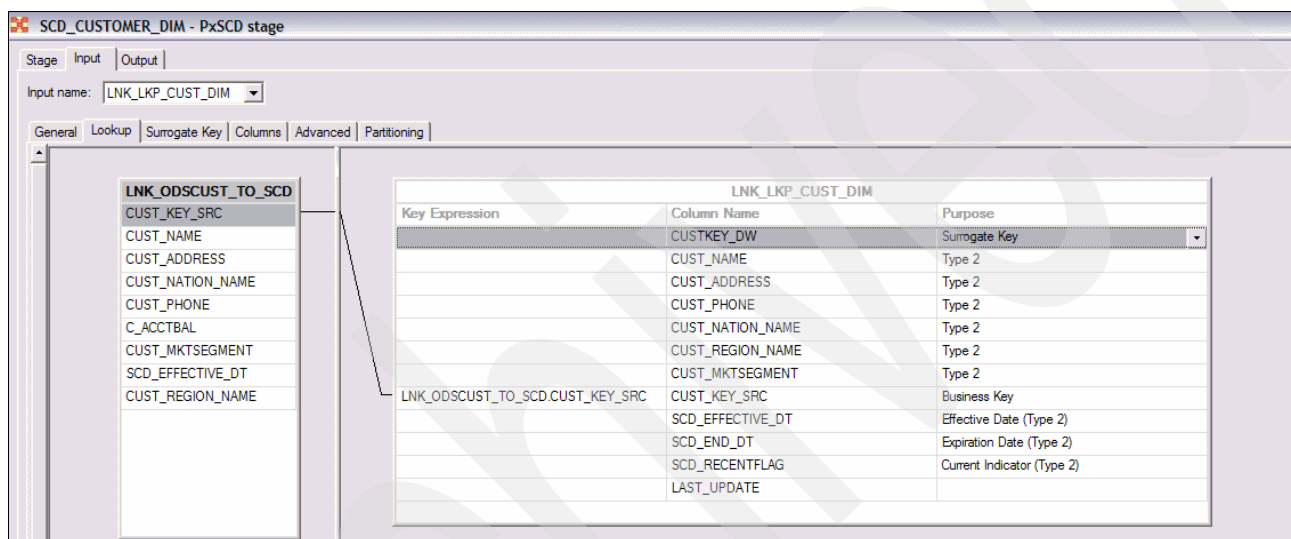 SCD_CUSTOMER_DIM - PxSCD stage
Stage Input Output
Input name: LNK_LKP_CUST_DIM
General Lookup Surrogate Key Columns Advanced Partitioning
LNK_ODSCUST_TO_SCD
CUST_KEY_SRC
CUST_NAME
CUST_ADDRESS
CUST_NATION_NAME
CUST_PHONE
C_ACCTBAL
CUST_MKTSEGMENT
SCD_EFFECTIVE_DT
CUST_REGION_NAME
LNK_LKP_CUST_DIM
Key Expression Column Name Purpose
CUSTKEY_DW Surrogate Key
CUST_NAME Type 2
CUST_ADDRESS Type 2
CUST_PHONE Type 2
CUST_NATION_NAME Type 2
CUST_REGION_NAME Type 2
CUST_MKTSEGMENT Type 2
LNK_ODSCUST_TO_SCD.CUST_KEY_SRC CUST_KEY_SRC Business Key
SCD_EFFECTIVE_DT Effective Date (Type 2)
SCD_END_DT Expiration Date (Type 2)
SCD_RECENTFLAG Current Indicator (Type 2)
LAST_UPDATE